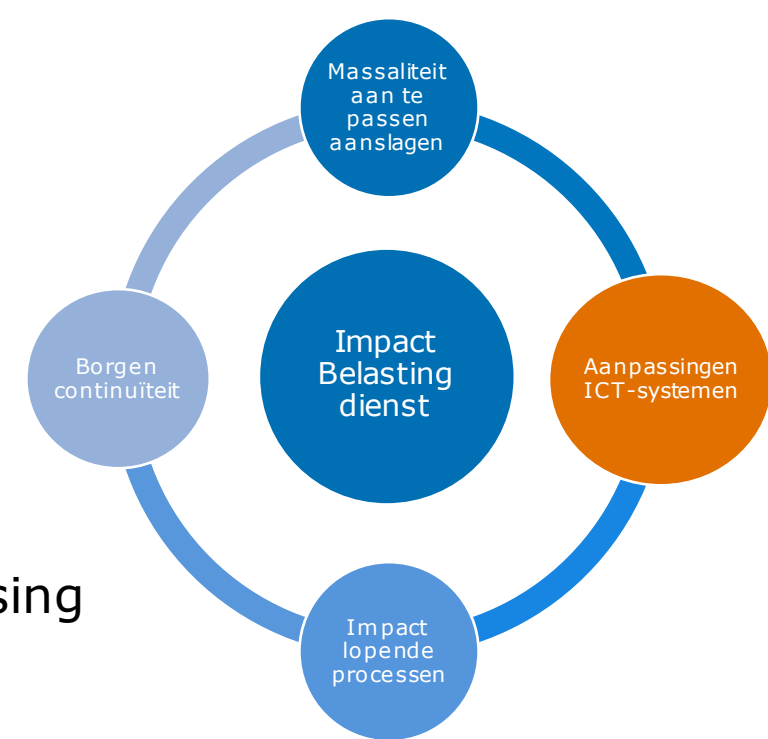 Massaliteit
aan te
passen
aanslagen
Borgen
continuïteit
Impact
Belasting
dienst
Aanpassingen
ICT-systemen
sing
Impact
lopende
processen